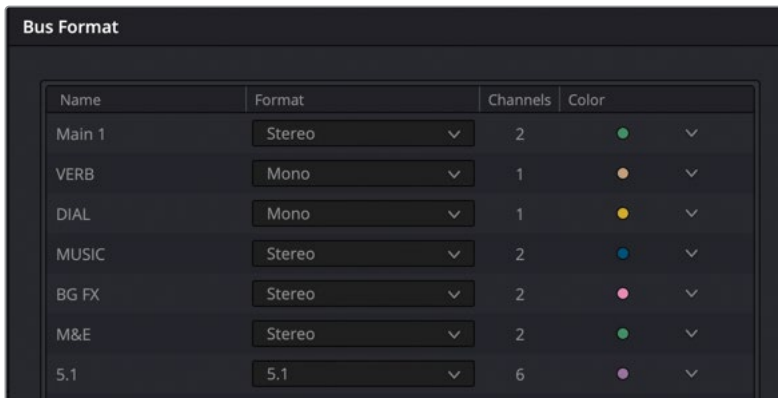 Bus Format
Name Format Channels Color
Main 1 Stereo 2
VERB Mono 1
DIAL Mono 1
MUSIC Stereo 2
BG FX Stereo 2
M&E Stereo 2
5.1 5.1 6